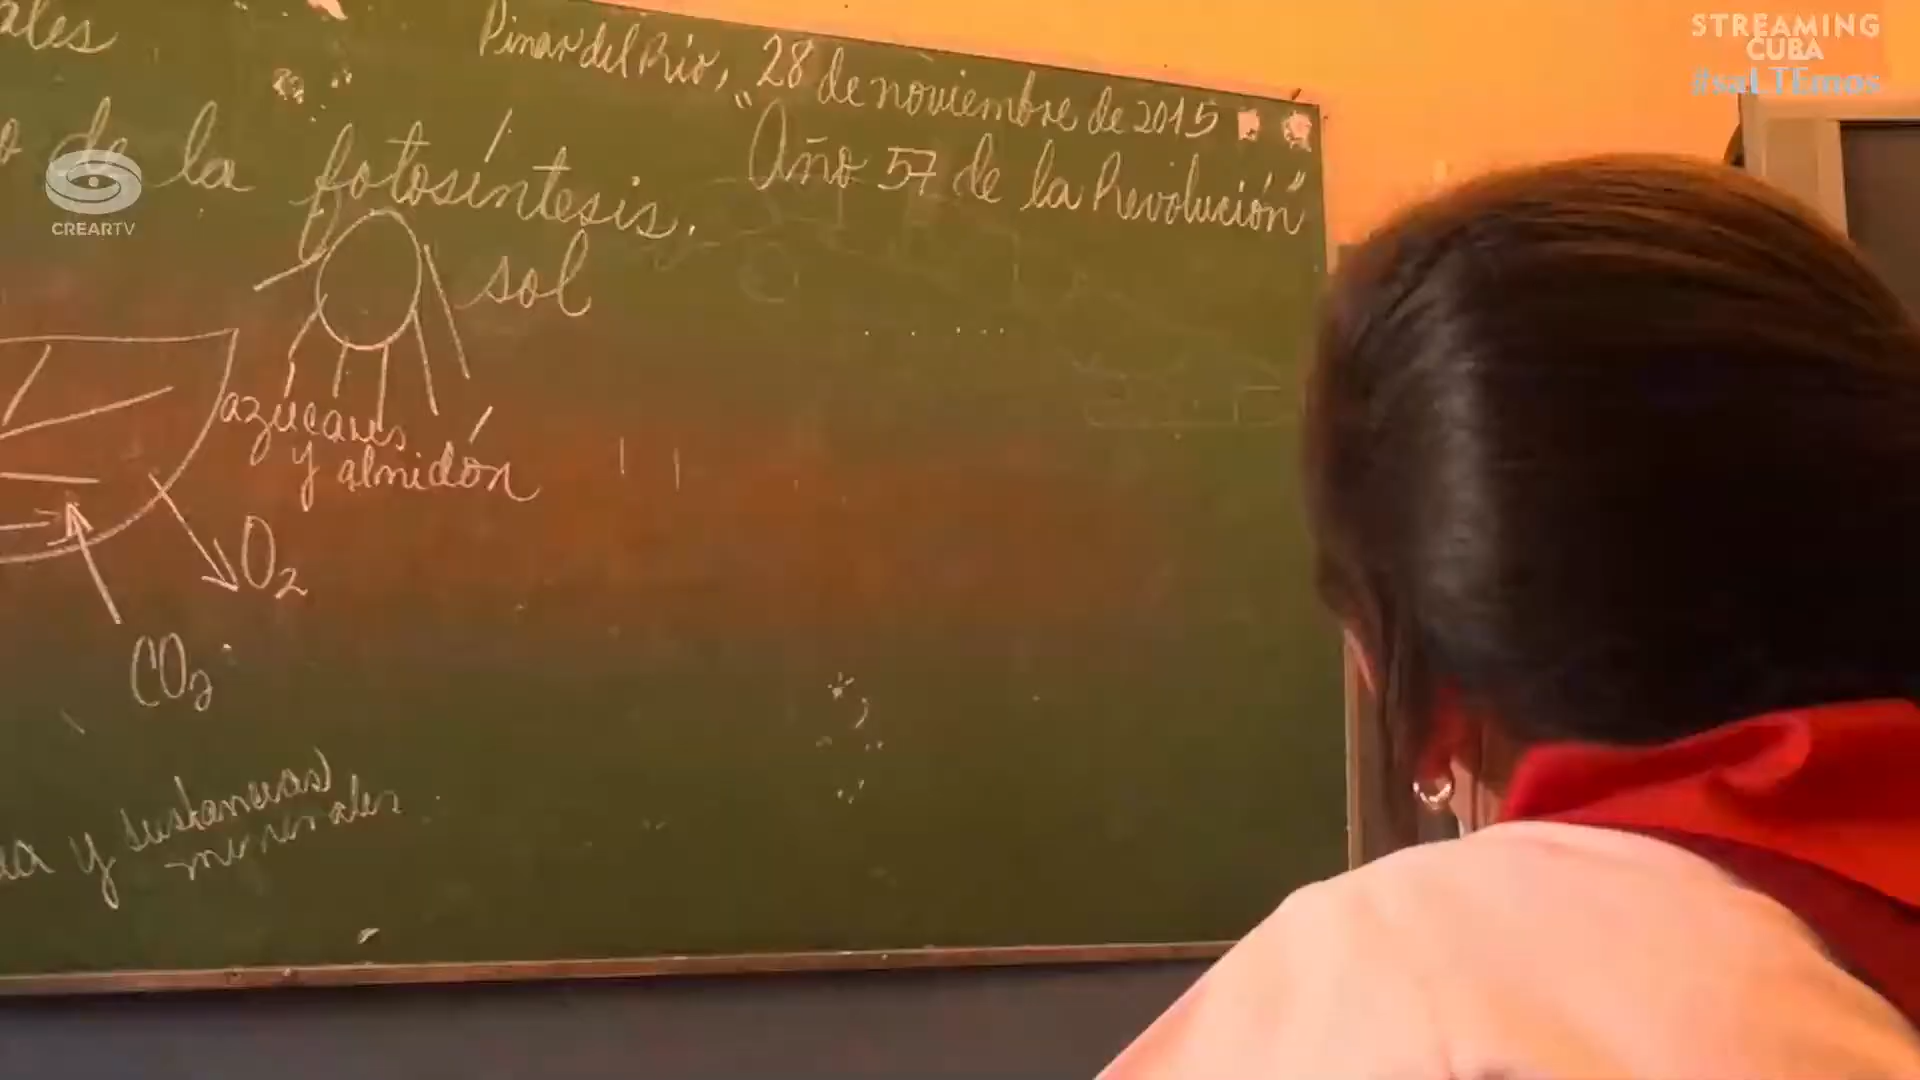 ales
Pinar del Río, 28 de noviembre de 2015
"Año 57 de la Revolución"
o de la fotosíntesis.
sol
azúcares
y almidón
O2
CO2
y sustancias
minerales
CREARTV
STREAMING
CUBA
#saLTEmos